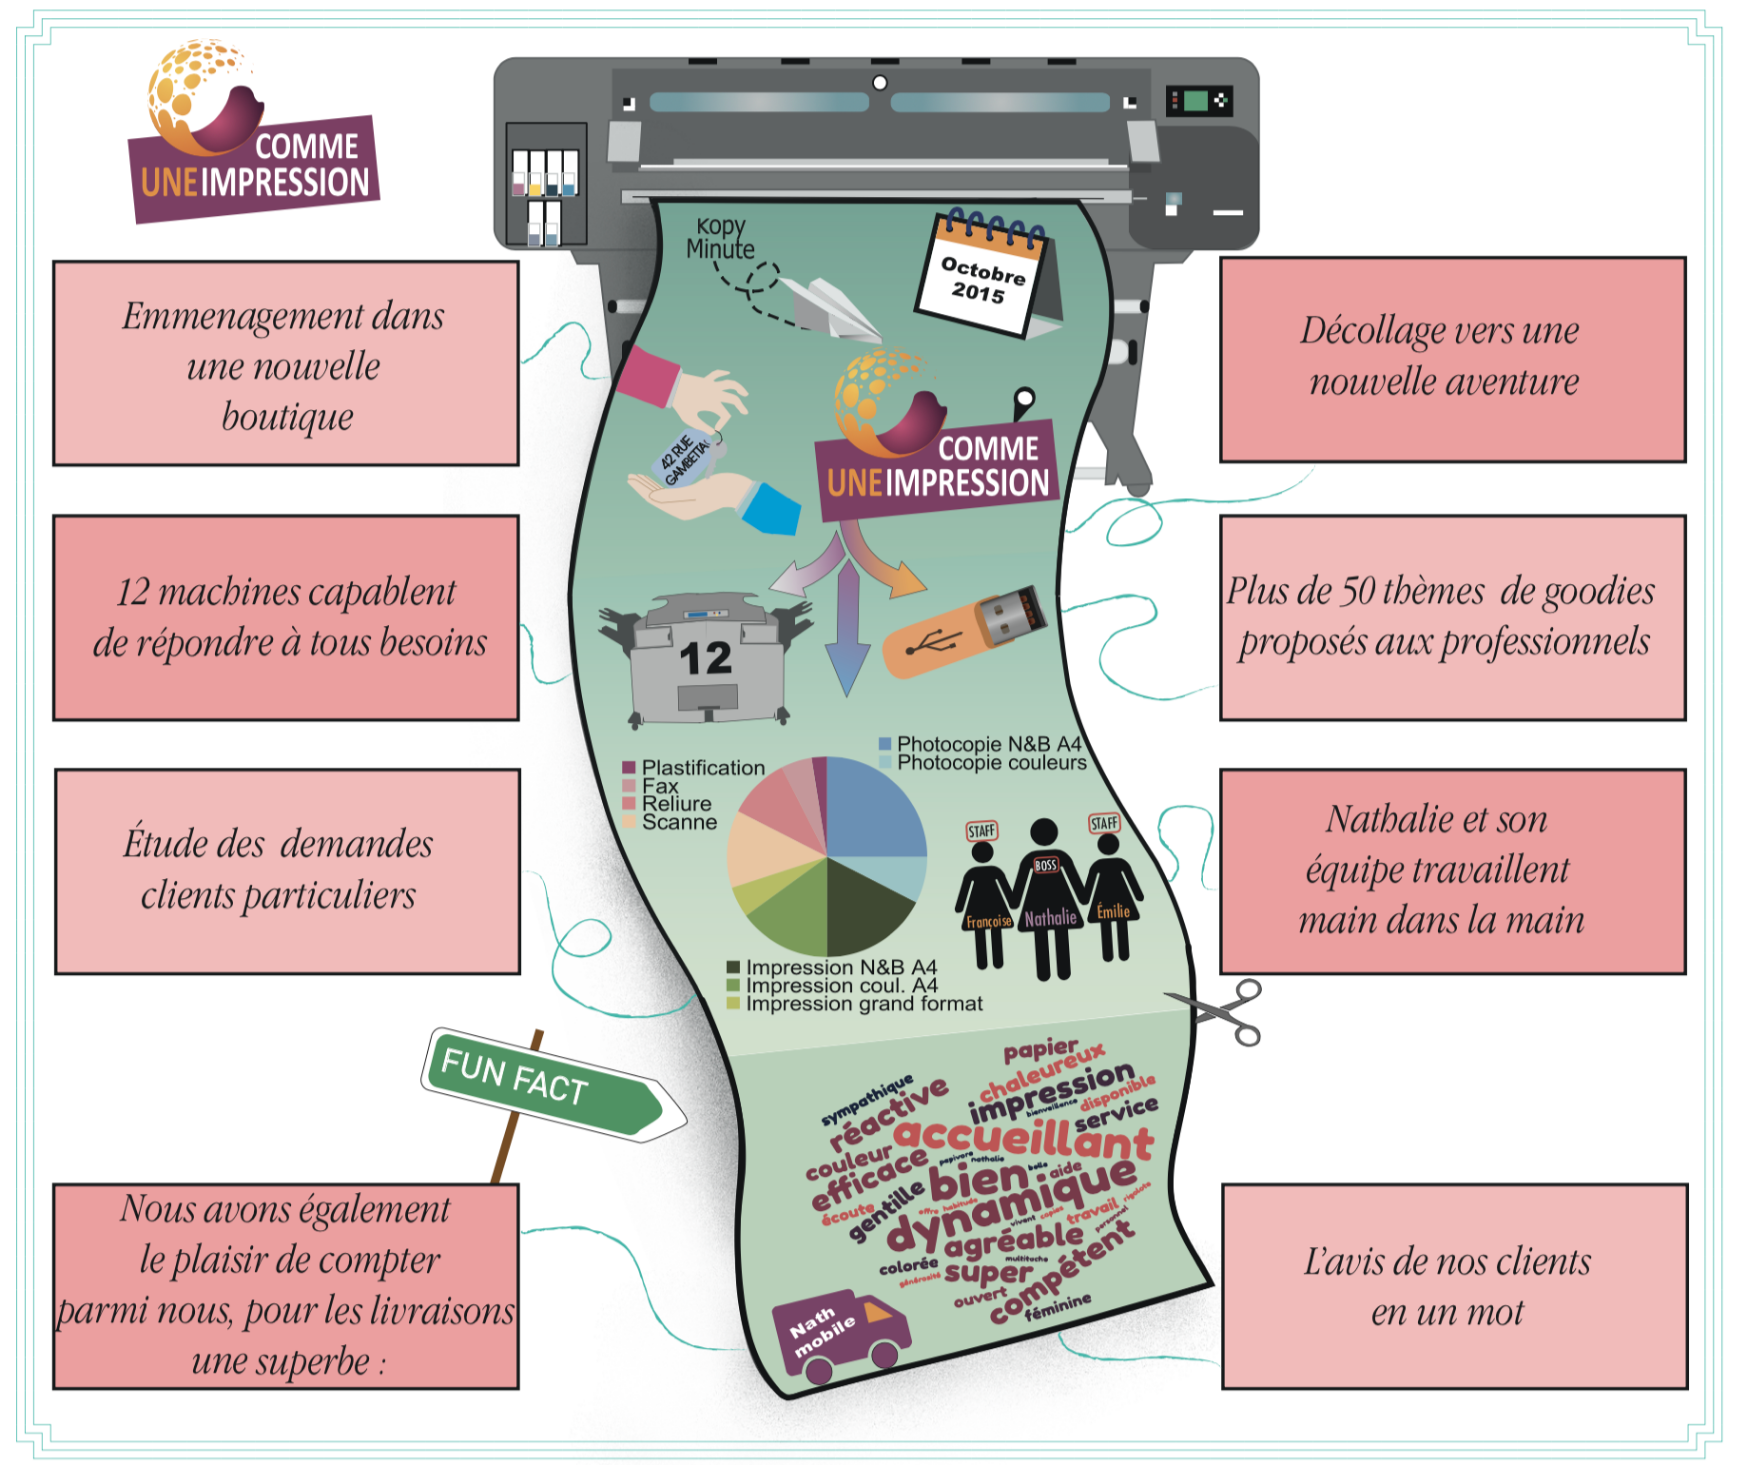 COMME
UNE IMPRESSION
Kopy
Minute
Octobre
2015
Emmenagement dans
une nouvelle
boutique
Décollage vers une
nouvelle aventure
42 RUE
GAMBETTA
COMME
UNE IMPRESSION
12 machines capablent
de répondre à tous besoins
Plus de 50 thèmes de goodies
proposés aux professionnels
12
Photocopie N&B A4
Photocopie couleurs
Plastification
Fax
Reliure
Scanne
Étude des demandes
clients particuliers
STAFF
STAFF
BOSS
Françoise
Nathalie
Émilie
Nathalie et son
équipe travaillent
main dans la main
Impression N&B A4
Impression coul. A4
Impression grand format
FUN FACT
papier
chaleureux
sympathique
réactive
impression
bienveillance
disponible
service
accueillant
couleur
efficace
papivore
nathalie
belle
aide
bien
gentille
écoute
offre
habitude
dynamique
vivant
copies
travail
rigolote
personnel
agréable
colorée
multitache
générosité
super
compétent
ouvert
féminine
Nath
mobile
Nous avons également
le plaisir de compter
parmi nous, pour les livraisons
une superbe :
L'avis de nos clients
en un mot